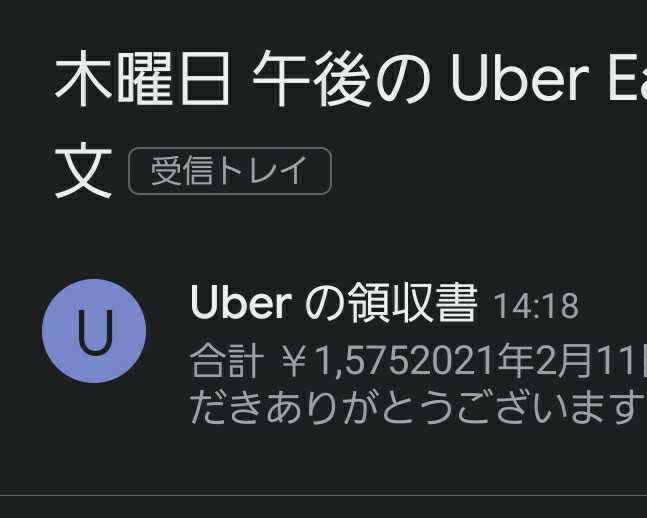 木曜日 午後の Uber Ea
文 受信トレイ
U
Uber の領収書 14:18
合計 ￥1,5752021年2月11
だきありがとうございます